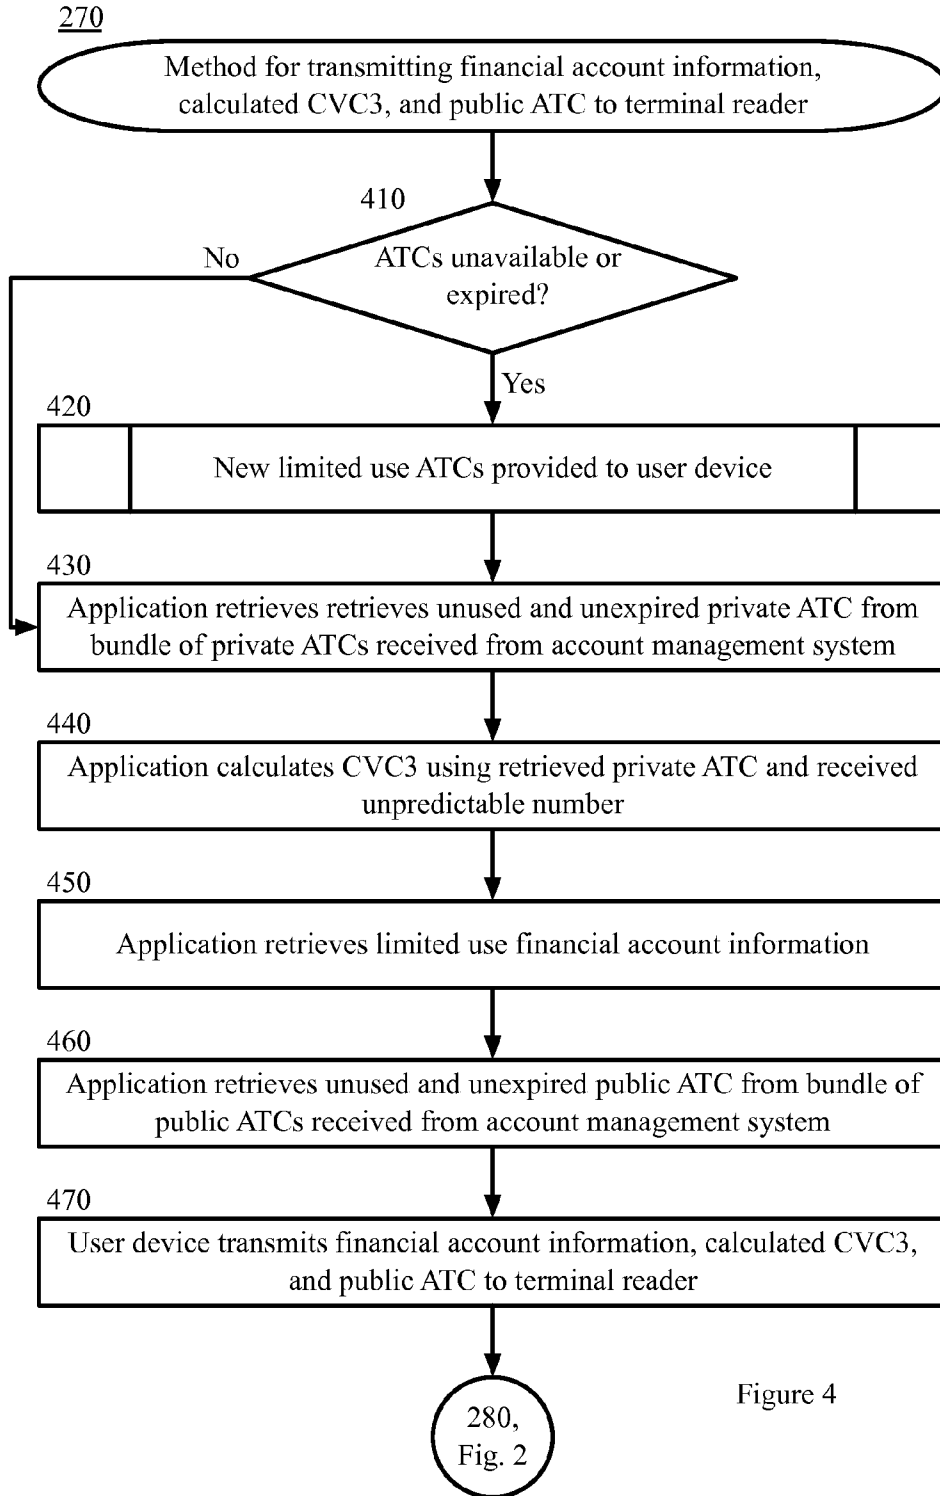 270
Method for transmitting financial account information,
calculated CVC3, and public ATC to terminal reader
410
ATCs unavailable or
expired?
No
Yes
420
New limited use ATCs provided to user device
430
Application retrieves retrieves unused and unexpired private ATC from
bundle of private ATCs received from account management system
440
Application calculates CVC3 using retrieved private ATC and received
unpredictable number
450
Application retrieves limited use financial account information
460
Application retrieves unused and unexpired public ATC from bundle of
public ATCs received from account management system
470
User device transmits financial account information, calculated CVC3,
and public ATC to terminal reader
280,
Fig. 2
Figure 4